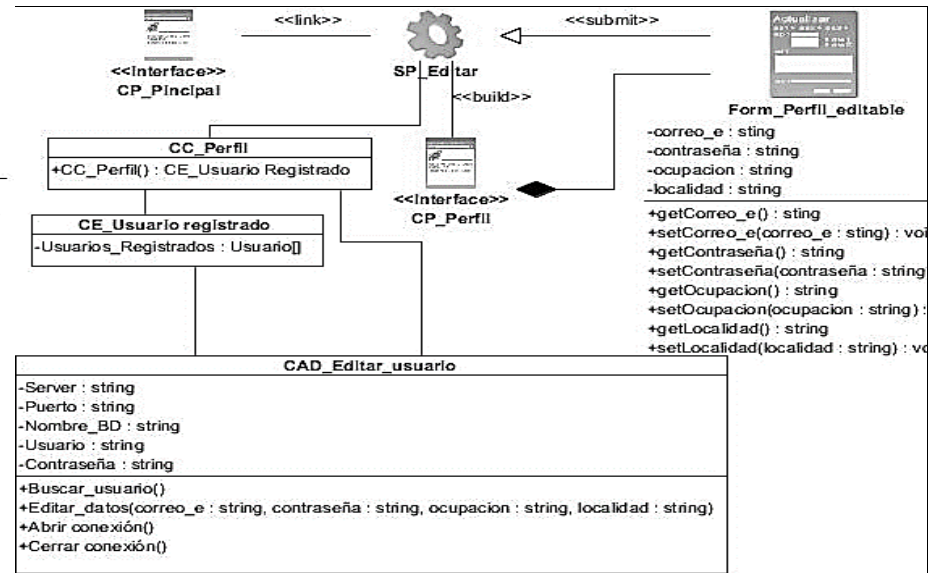 <<link>>
<<submit>>
Actualizar
<<Interface>>
CP_Pincipal
SP_Editar
<<build>>
Form_Perfil_editable
-correo_e : sting
-contraseña : string
-ocupacion : string
-localidad : string
+getCorreo_e() : sting
+setCorreo_e(correo_e : sting) : voi
+getContraseña() : string
+setContraseña(contraseña : string
+getOcupacion() : string
+setOcupacion(ocupacion : string) :
+getLocalidad() : string
+setLocalidad(localidad : string) : vo
CC_Perfil
+CC_Perfil() : CE_Usuario Registrado
<<Interface>>
CP_Perfil
CE_Usuario registrado
-Usuarios_Registrados : Usuario[]
CAD_Editar_usuario
-Server : string
-Puerto : string
-Nombre_BD : string
-Usuario : string
-Contraseña : string
+Buscar_usuario()
+Editar_datos(correo_e : string, contraseña : string, ocupacion : string, localidad : string)
+Abrir conexión()
+Cerrar conexión()